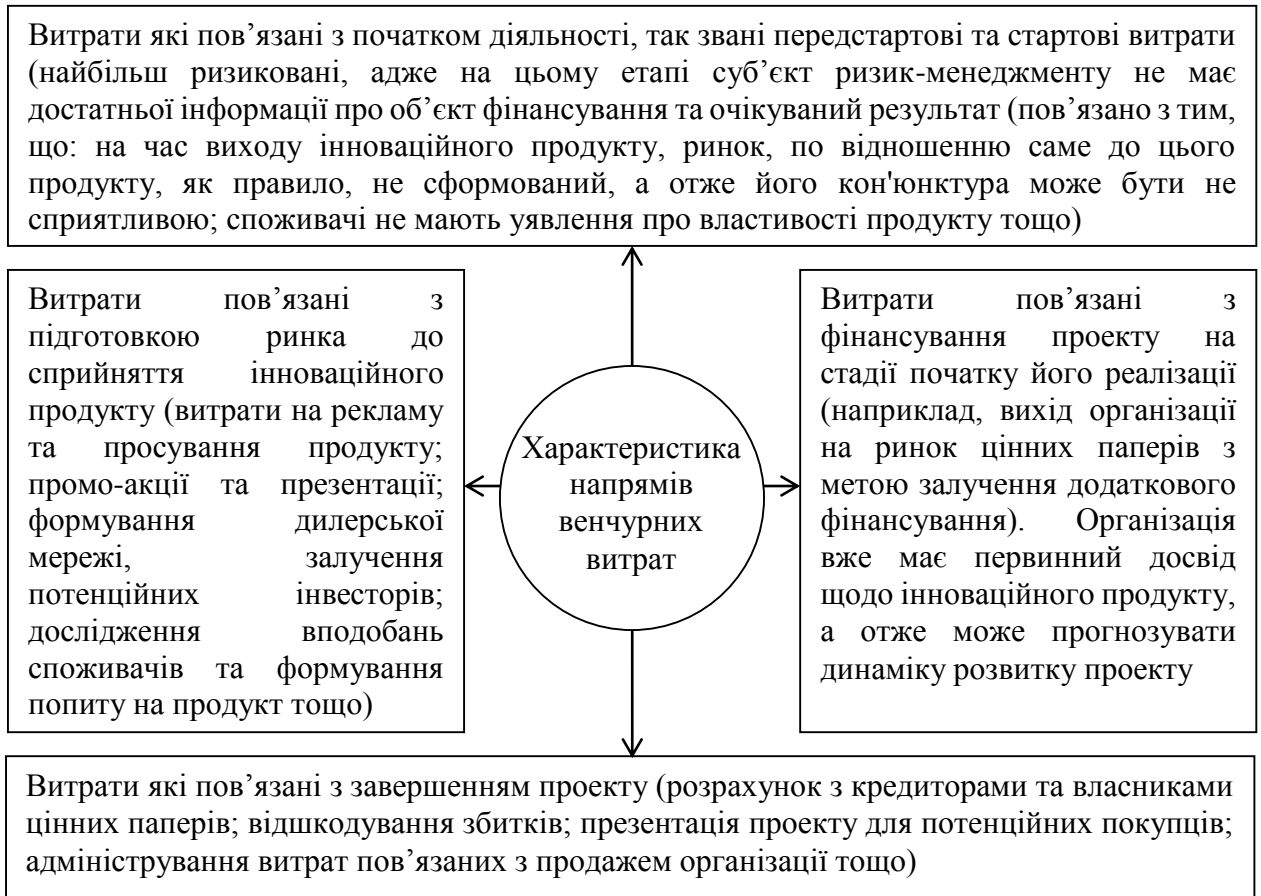 Витрати які пов’язані з початком діяльності, так звані передстартові та стартові витрати
(найбільш ризиковані, адже на цьому етапі суб’єкт ризик-менеджменту не має
достатньої інформації про об’єкт фінансування та очікуваний результат (пов’язано з тим,
що: на час виходу інноваційного продукту, ринок, по відношенню саме до цього
продукту, як правило, не сформований, а отже його кон'юнктура може бути не
сприятливою; споживачі не мають уявлення про властивості продукту тощо)
Витрати пов’язані з
підготовкою ринка до
сприйняття інноваційного
продукту (витрати на рекламу
та просування продукту;
промо-акції та презентації;
формування дилерської
мережі, залучення
потенційних інвесторів;
дослідження вподобань
споживачів та формування
попиту на продукт тощо)
Характеристика
напрямів
венчурних
витрат
Витрати пов’язані з
фінансування проекту на
стадії початку його реалізації
(наприклад, вихід організації
на ринок цінних паперів з
метою залучення додаткового
фінансування). Організація
вже має первинний досвід
щодо інноваційного продукту,
а отже може прогнозувати
динаміку розвитку проекту
Витрати які пов’язані з завершенням проекту (розрахунок з кредиторами та власниками
цінних паперів; відшкодування збитків; презентація проекту для потенційних покупців;
адміністрування витрат пов’язаних з продажем організації тощо)